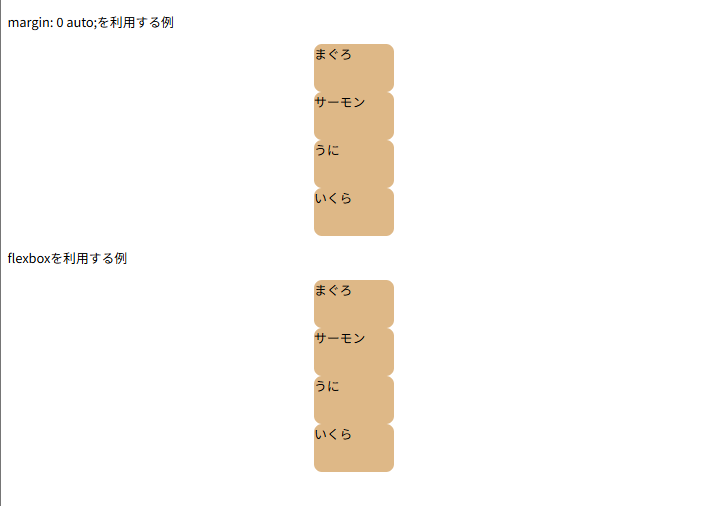 margin: 0 auto;を利用する例
まぐろ
サーモン
うに
いくら
flexboxを利用する例
まぐろ
サーモン
うに
いくら